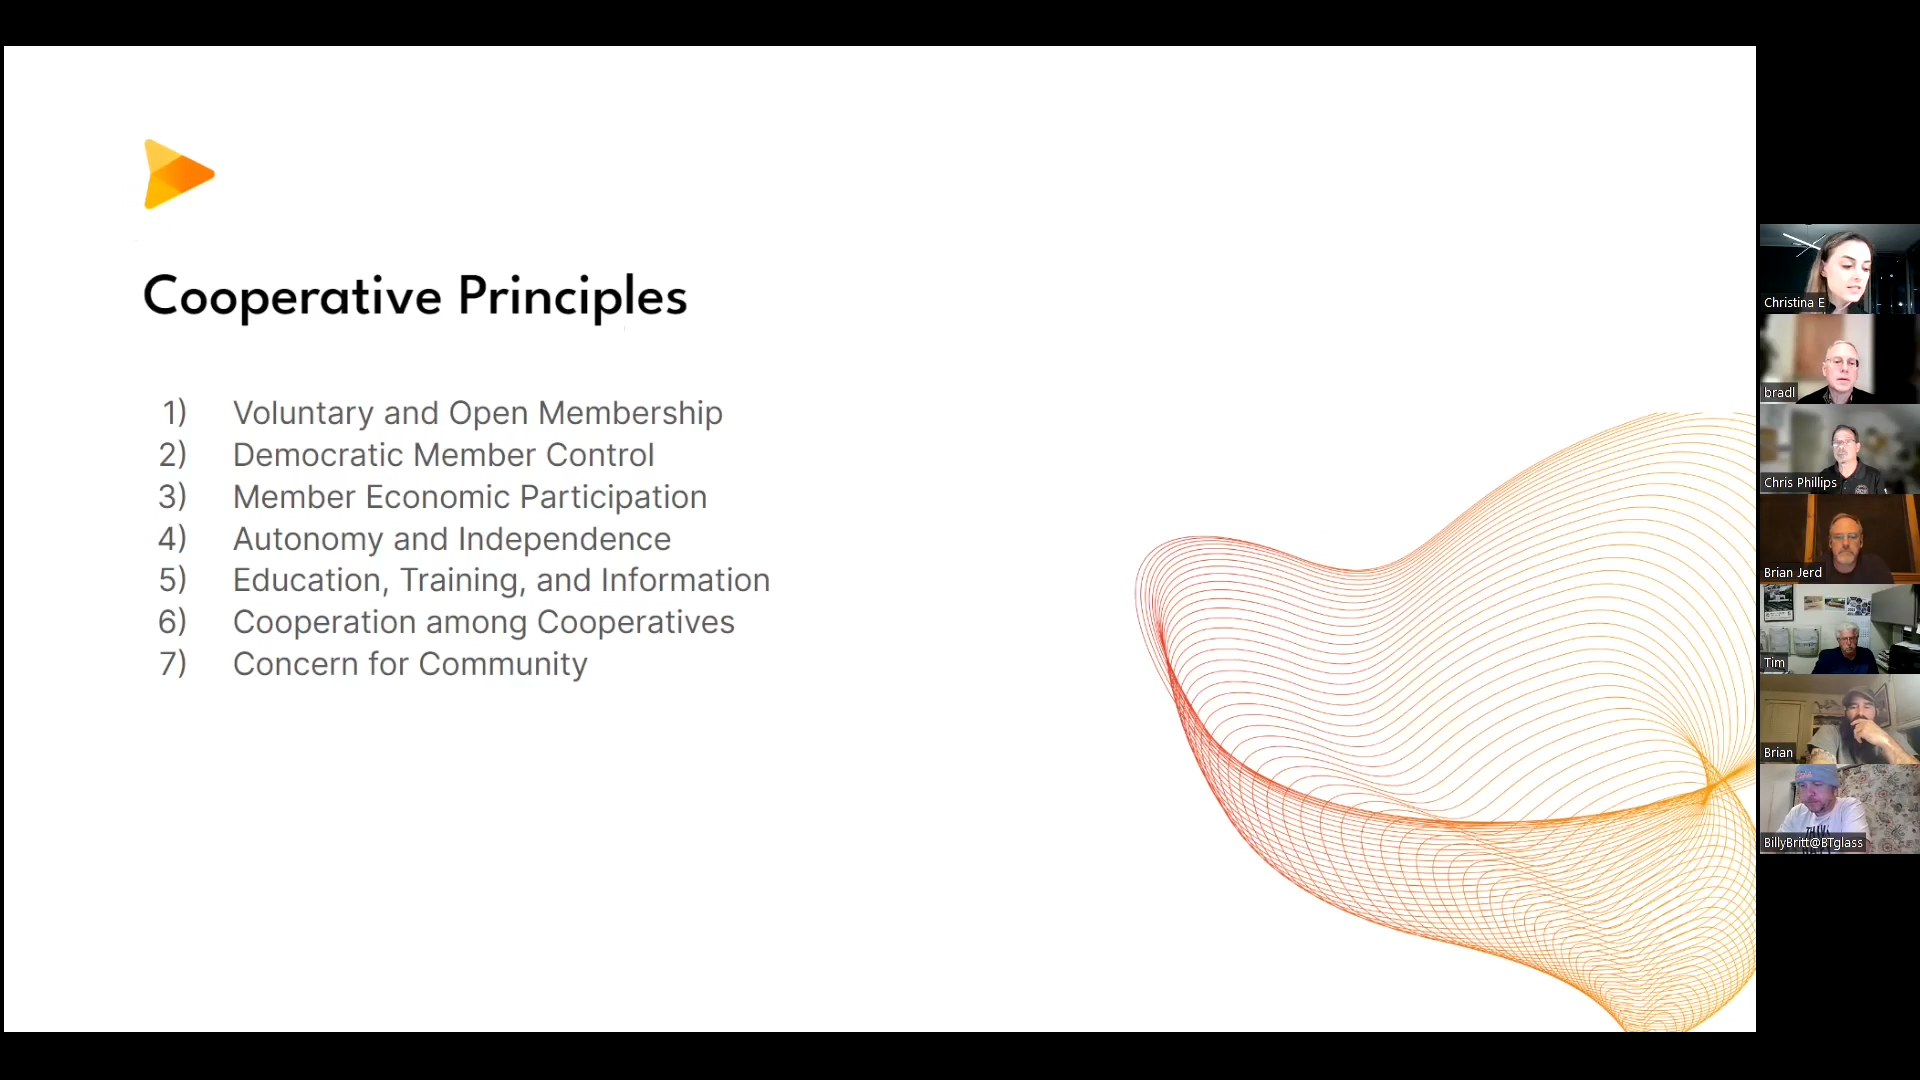 Cooperative Principles
1) Voluntary and Open Membership
2) Democratic Member Control
3) Member Economic Participation
4) Autonomy and Independence
5) Education, Training, and Information
6) Cooperation among Cooperatives
7) Concern for Community
Christina E
bradl
Chris Phillips
Brian Jerd
Tim
Brian
BillyBritt@BTglass